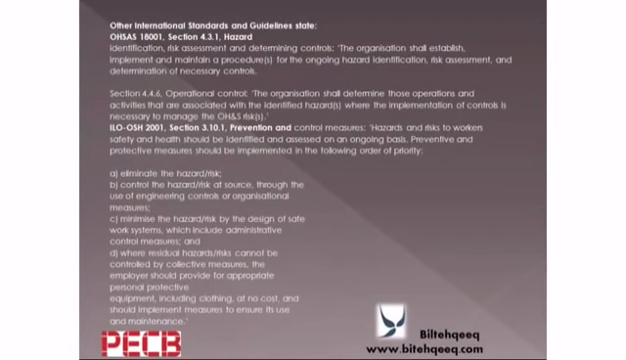 Other International Standards and Guidelines state:
OHSAS 18001, Section 4.3.1, Hazard
identification, risk assessment and determining controls: 'The organisation shall establish,
implement and maintain a procedure(s) for the ongoing hazard identification, risk assessment, and
determination of necessary controls.
Section 4.4.6, Operational control: 'The organisation shall determine those operations and
activities that are associated with the identified hazard(s) where the implementation of controls is
necessary to manage the OH&S risk(s).'
ILO-OSH 2001, Section 3.10.1, Prevention and control measures: 'Hazards and risks to workers
safety and health should be identified and assessed on an ongoing basis. Preventive and
protective measures should be implemented in the following order of priority:
a) eliminate the hazard/risk;
b) control the hazard/risk at source, through the
use of engineering controls or organisational
measures;
c) minimise the hazard/risk by the design of safe
work systems, which include administrative
control measures; and
d) where residual hazards/risks cannot be
controlled by collective measures, the
employer should provide for appropriate
personal protective
equipment, including clothing, at no cost, and
should implement measures to ensure its use
and maintenance.'
PECB
Biltehqeeq
www.bitehqeeq.com